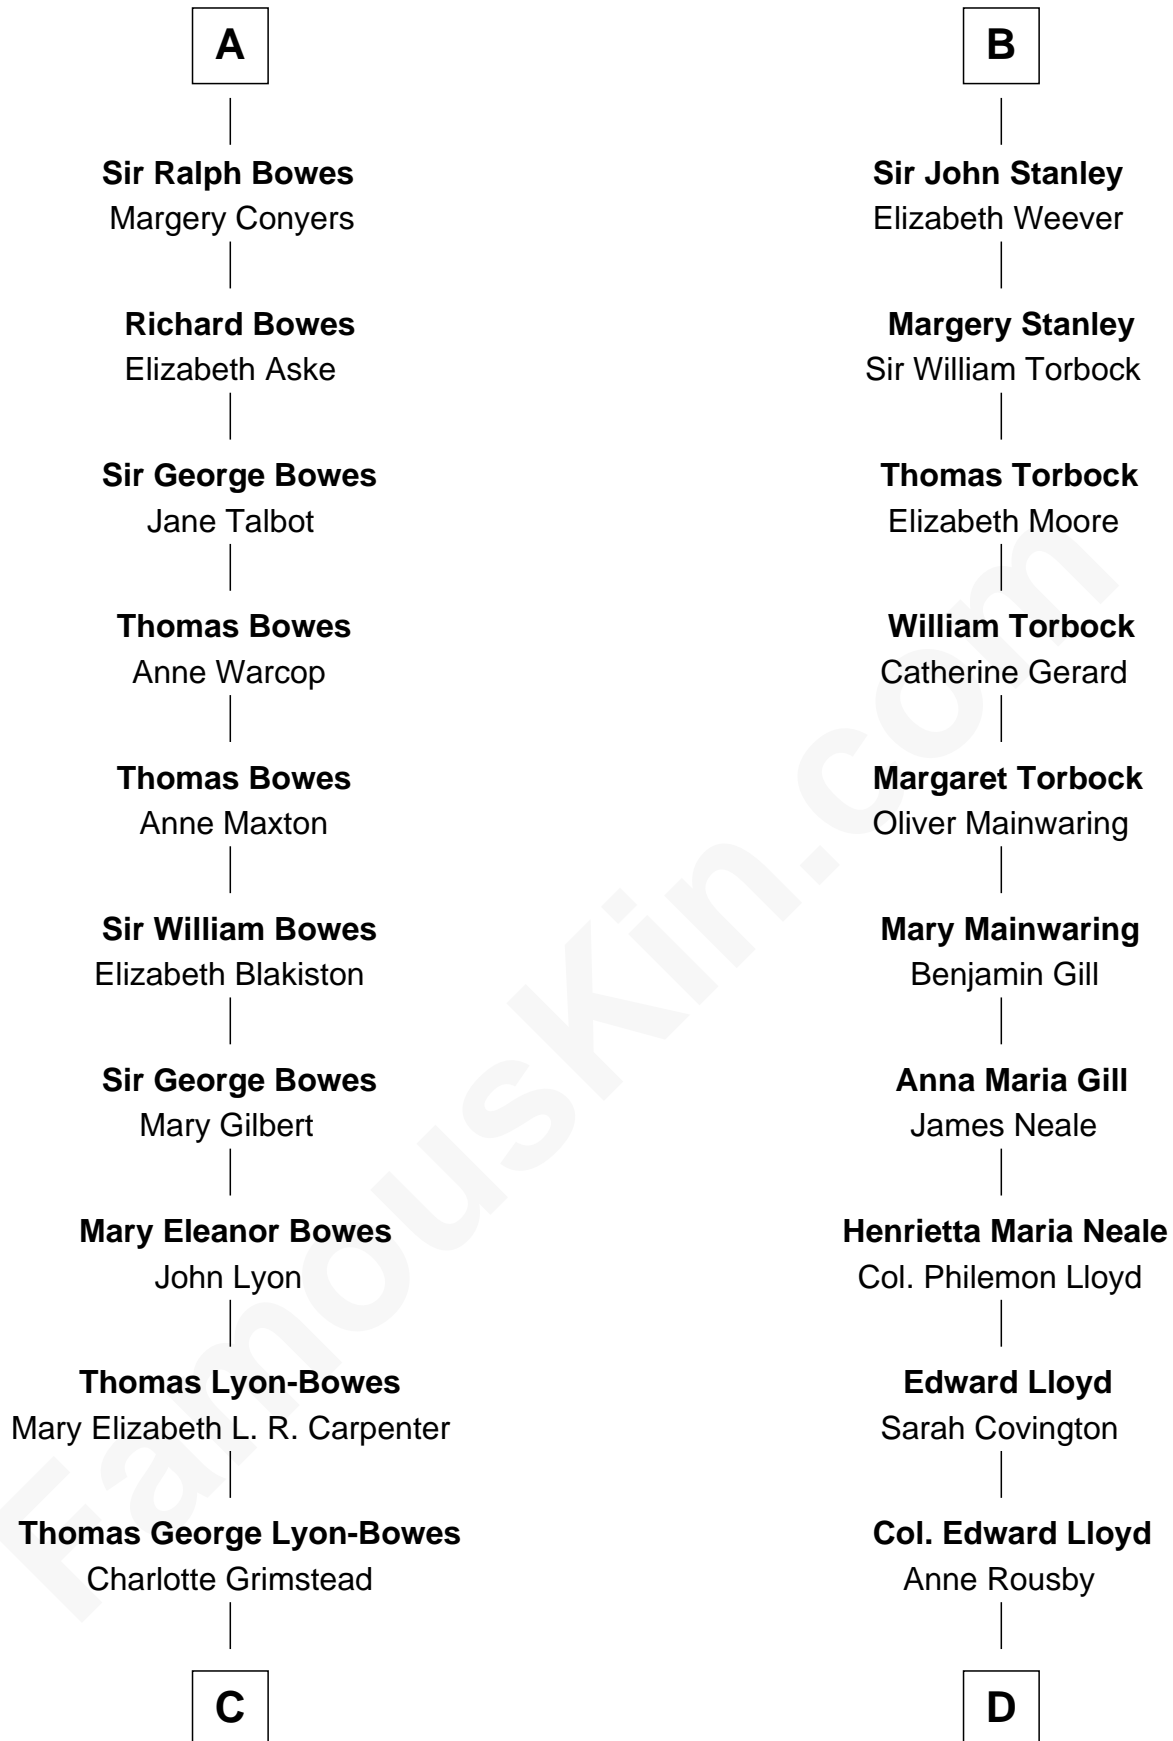 A
Sir Ralph Bowes
Margery Conyers
Richard Bowes
Elizabeth Aske
Sir George Bowes
Jane Talbot
Thomas Bowes
Anne Warcop
Thomas Bowes
Anne Maxton
Sir William Bowes
Elizabeth Blakiston
Sir George Bowes
Mary Gilbert
Mary Eleanor Bowes
John Lyon
Thomas Lyon-Bowes
Mary Elizabeth L. R. Carpenter
Thomas George Lyon-Bowes
Charlotte Grimstead
C
B
Sir John Stanley
Elizabeth Weever
Margery Stanley
Sir William Torbock
Thomas Torbock
Elizabeth Moore
William Torbock
Catherine Gerard
Margaret Torbock
Oliver Mainwaring
Mary Mainwaring
Benjamin Gill
Anna Maria Gill
James Neale
Henrietta Maria Neale
Col. Philemon Lloyd
Edward Lloyd
Sarah Covington
Col. Edward Lloyd
Anne Rousby
D
FamousKin.com